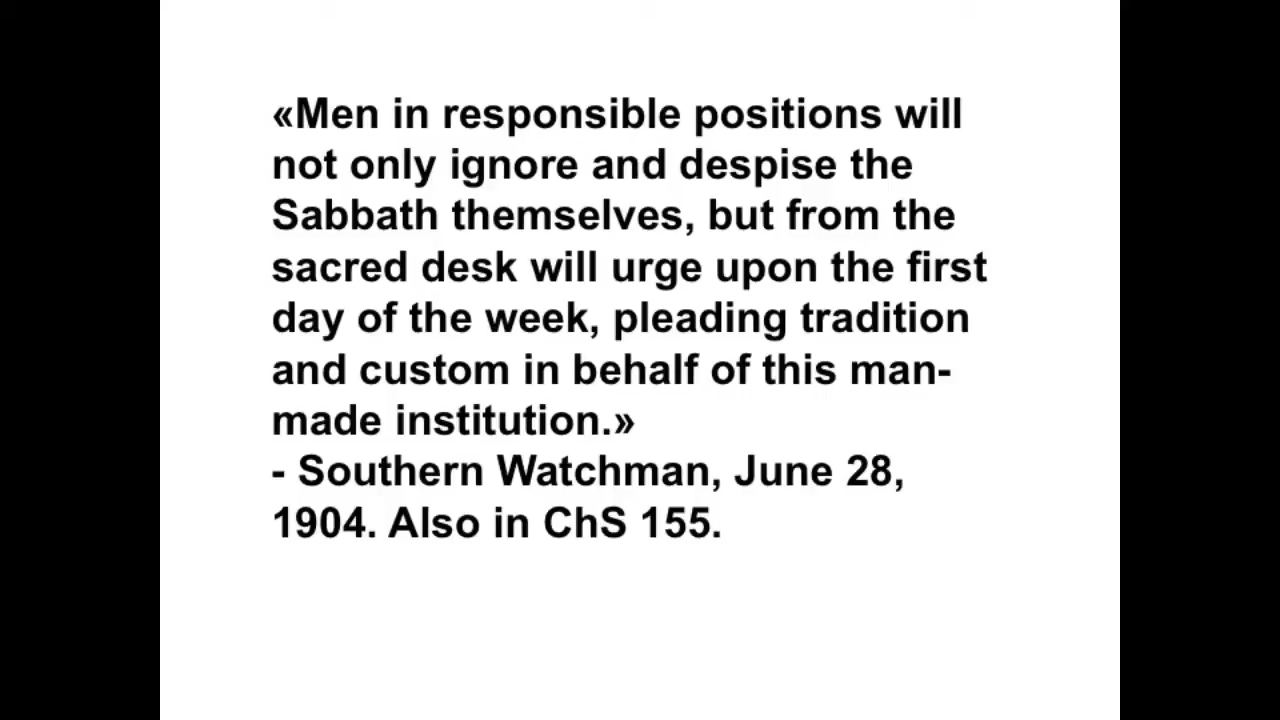 «Men in responsible positions will
not only ignore and despise the
Sabbath themselves, but from the
sacred desk will urge upon the first
day of the week, pleading tradition
and custom in behalf of this man-
made institution.»
- Southern Watchman, June 28,
1904. Also in ChS 155.